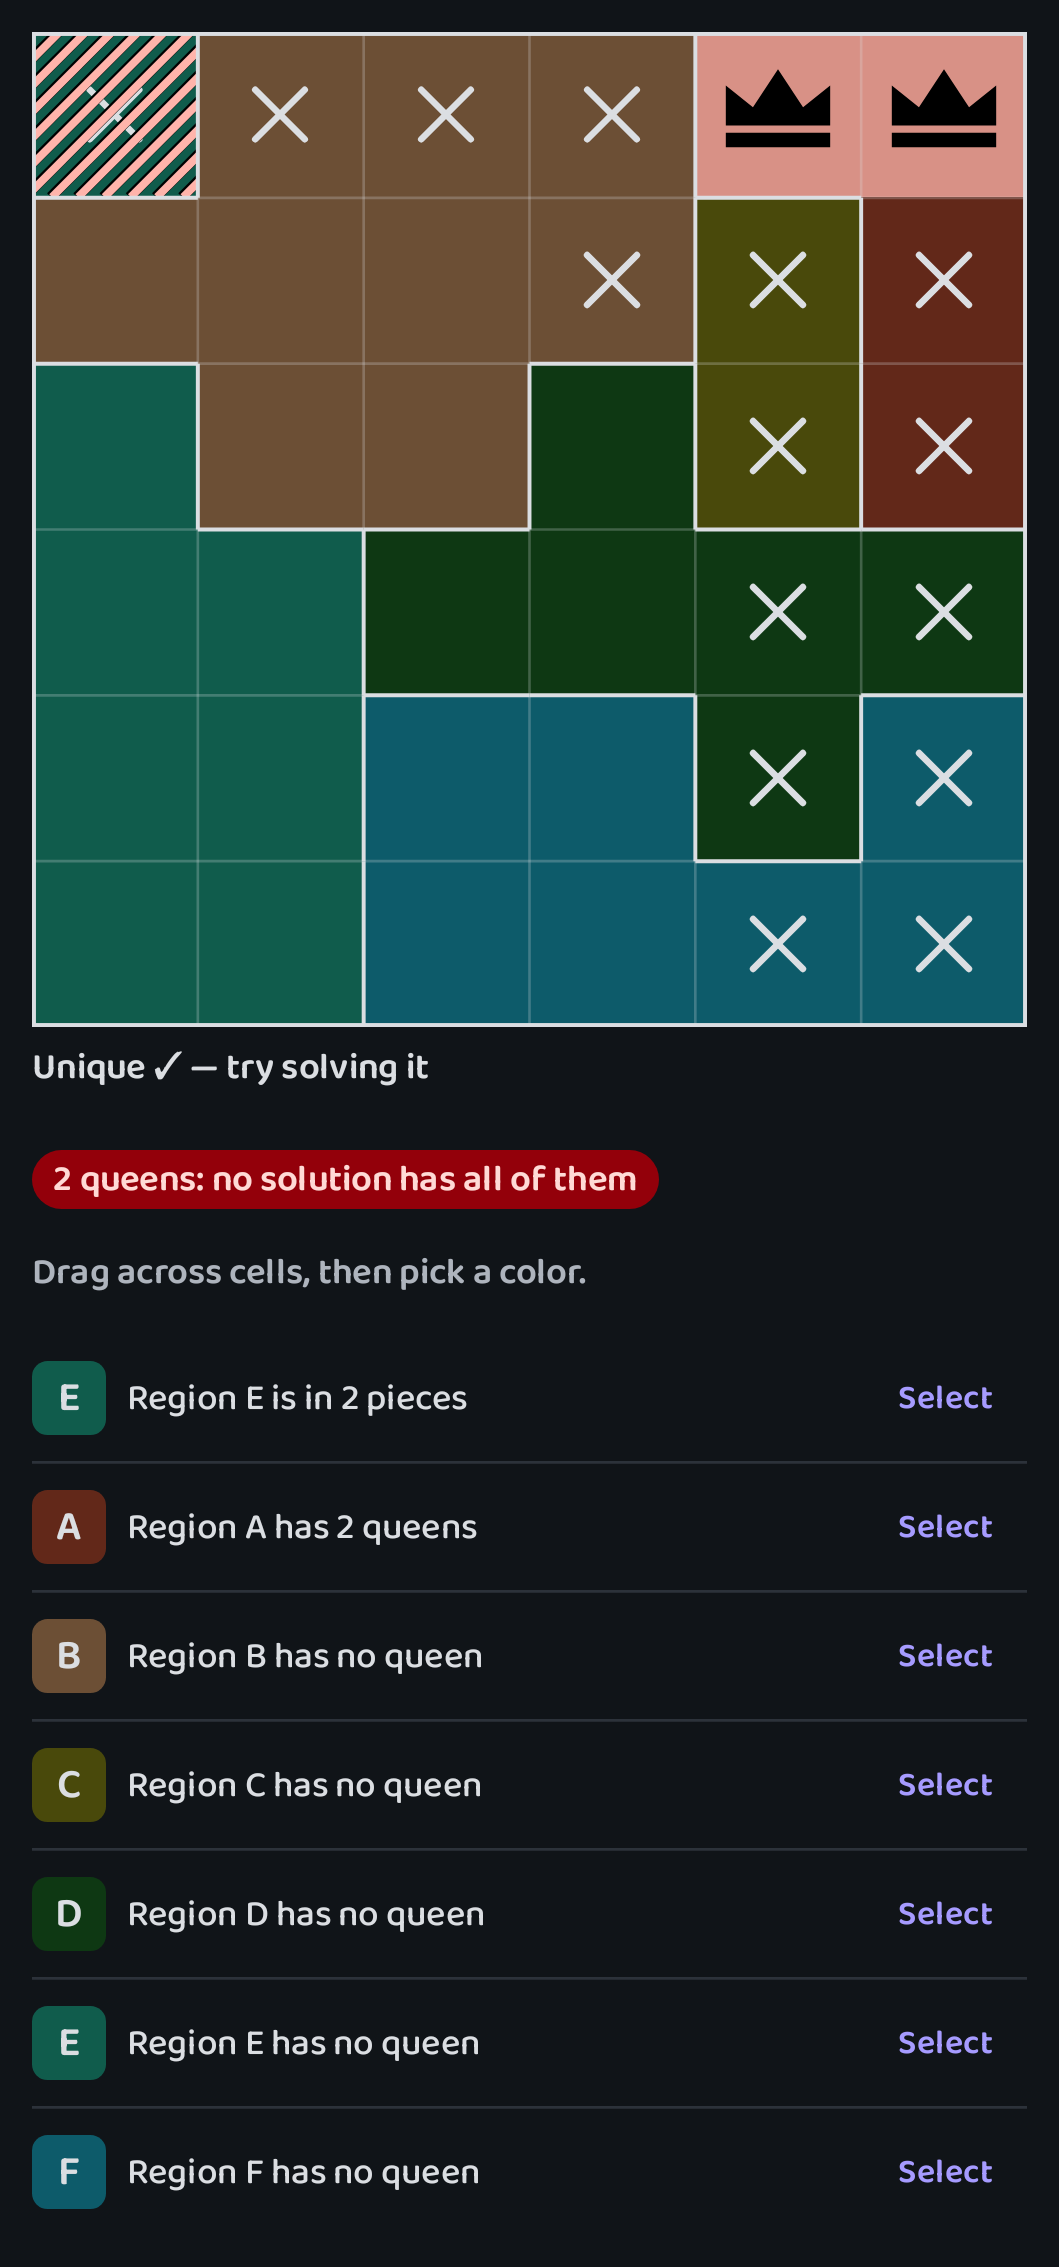 Unique ✓ — try solving it
2 queens: no solution has all of them
Drag across cells, then pick a color.
E Region E is in 2 pieces Select
A Region A has 2 queens Select
B Region B has no queen Select
C Region C has no queen Select
D Region D has no queen Select
E Region E has no queen Select
F Region F has no queen Select